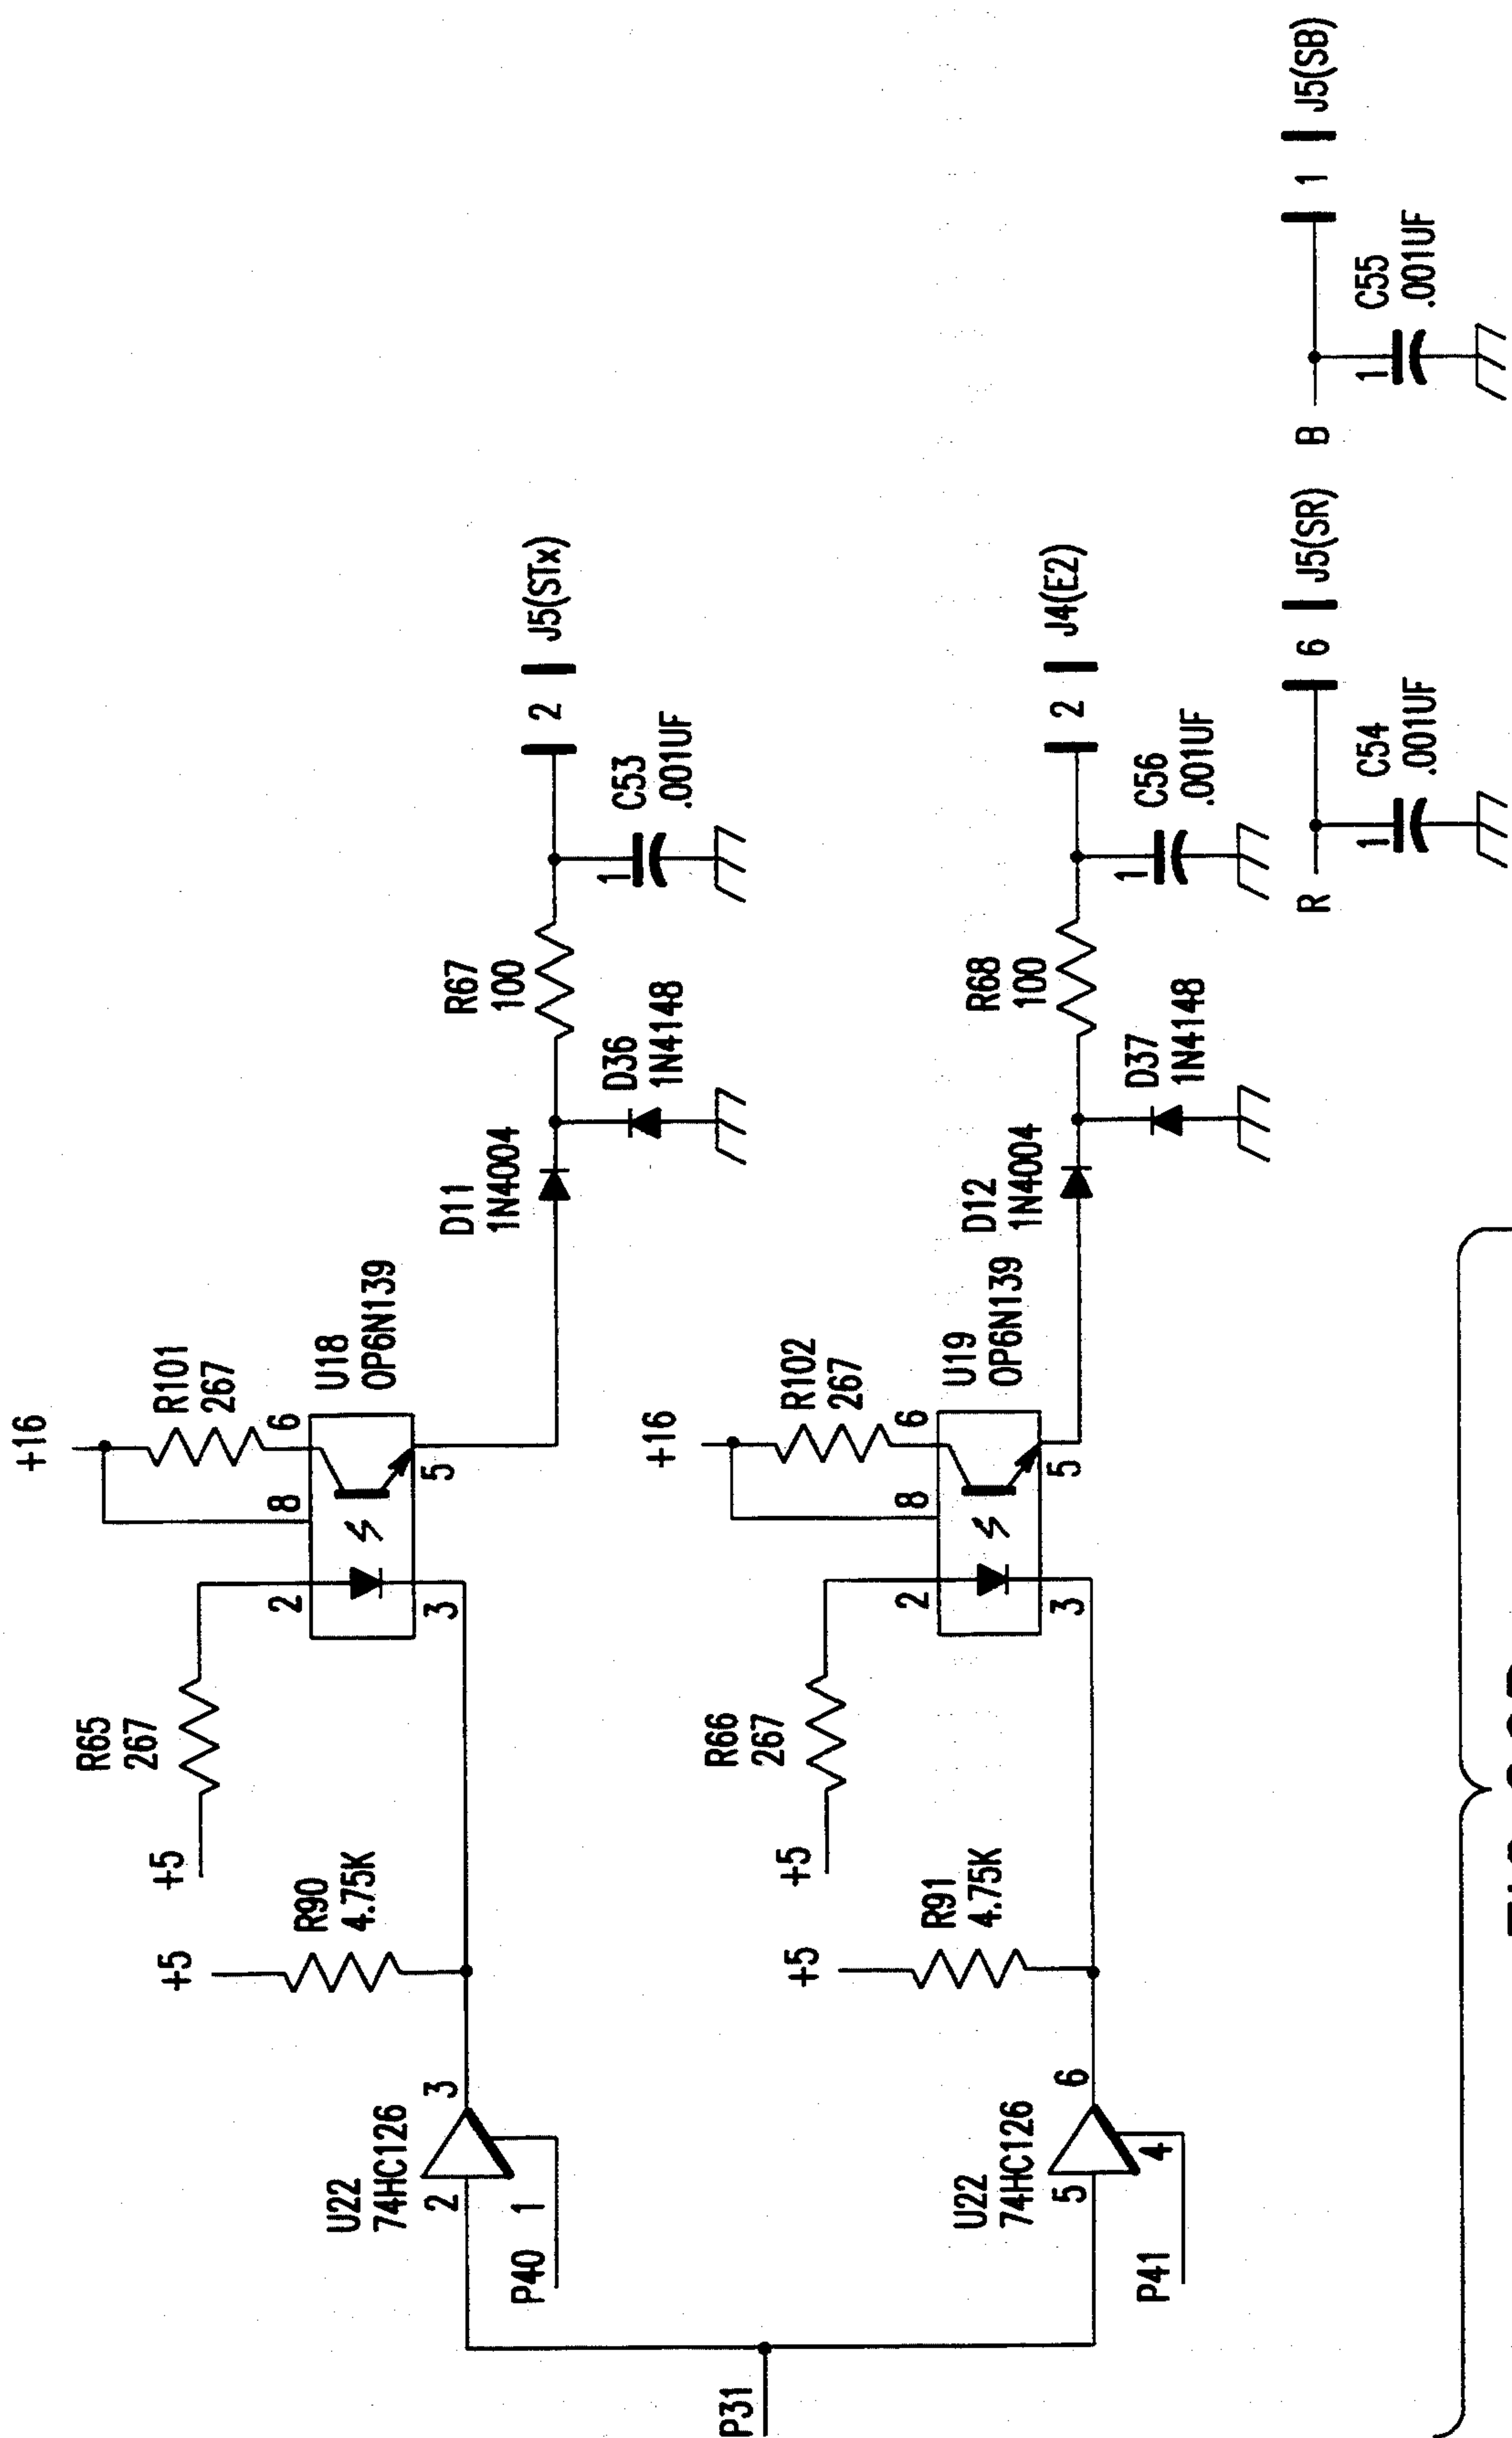 +16
R101
267
U18
OP6N139
6
8
2
5
3
R65
267
+5
+5
R90
4.75K
U22
74HC126
2
3
1
P40
D11
1N4004
D36
1N4148
R67
100
C53
.001UF
1
2
J5(STx)
P31
+16
R102
267
U19
OP6N139
6
8
2
5
3
R66
267
+5
+5
R91
4.75K
U22
74HC126
5
6
4
P41
D12
1N4004
D37
1N4148
R68
100
C56
.001UF
1
2
J4(E2)
R
1
C54
.001UF
6
J5(SR)
B
1
C55
.001UF
1
J5(SB)